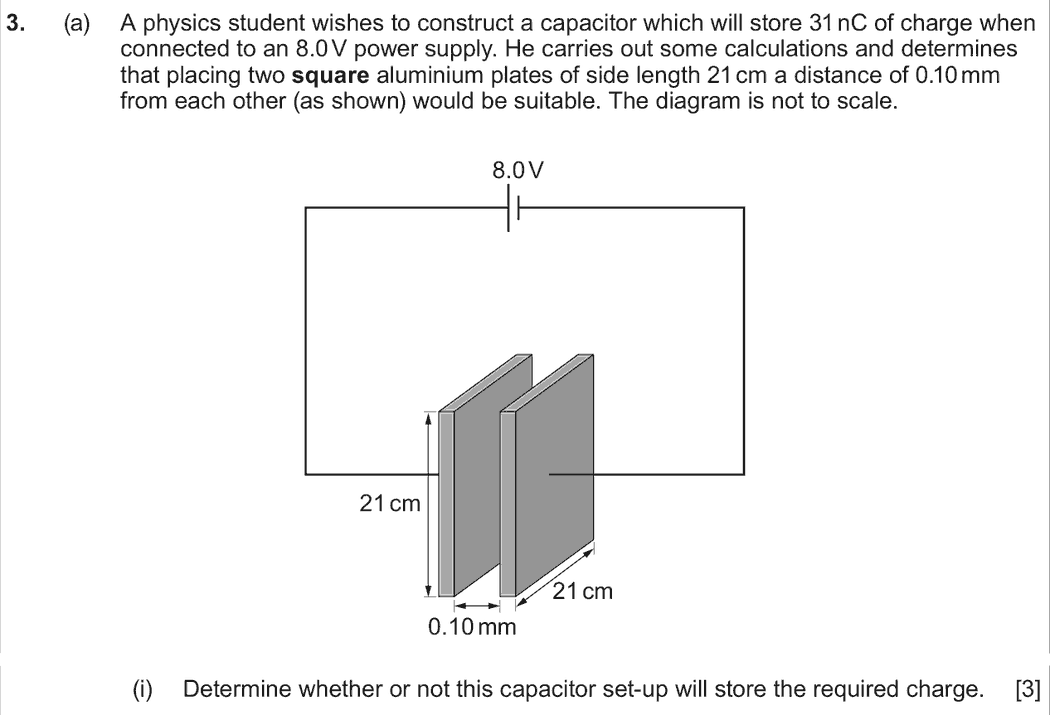 3. (a) A physics student wishes to construct a capacitor which will store 31 nC of charge when
connected to an 8.0 V power supply. He carries out some calculations and determines
that placing two square aluminium plates of side length 21 cm a distance of 0.10 mm
from each other (as shown) would be suitable. The diagram is not to scale.
8.0 V
21 cm
21 cm
0.10 mm
(i) Determine whether or not this capacitor set-up will store the required charge. [3]